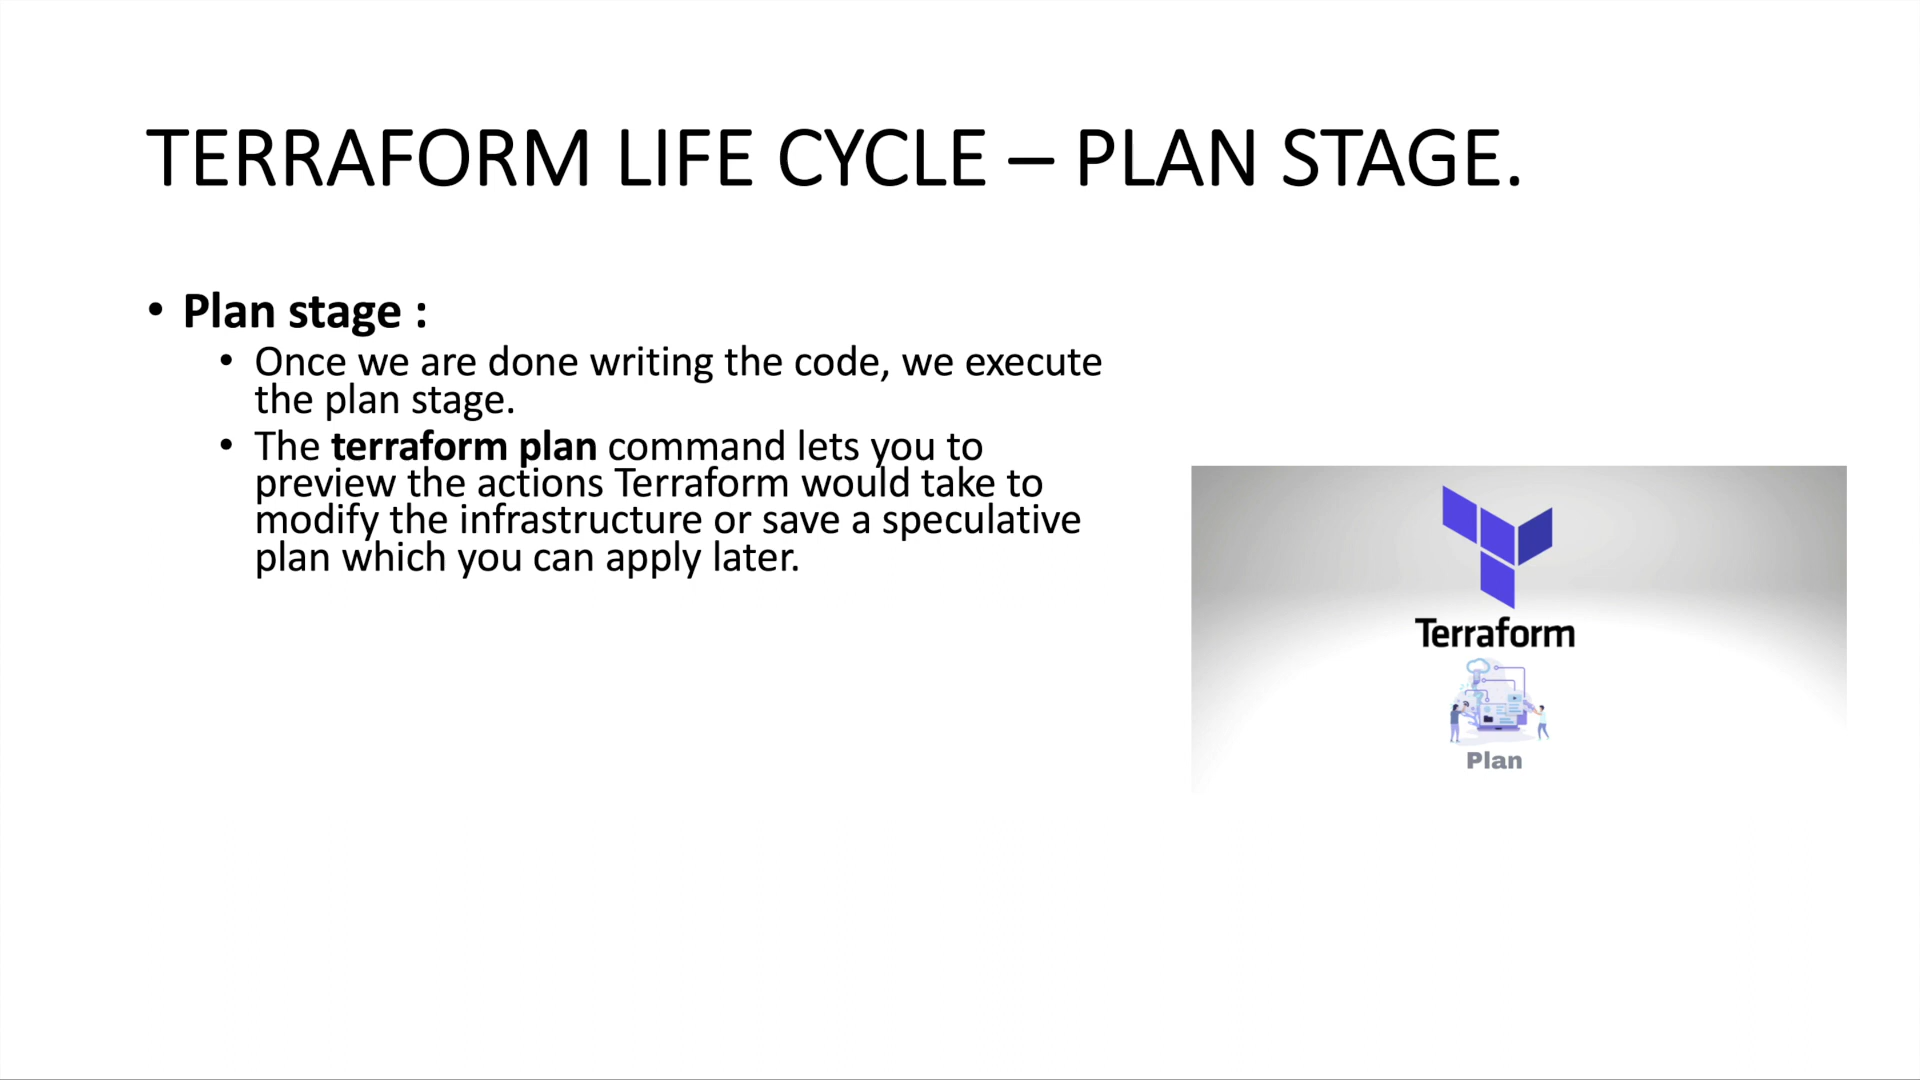 TERRAFORM LIFE CYCLE – PLAN STAGE.
• Plan stage :
• Once we are done writing the code, we execute
the plan stage.
• The terraform plan command lets you to
preview the actions Terraform would take to
modify the infrastructure or save a speculative
plan which you can apply later.
Terraform
Plan